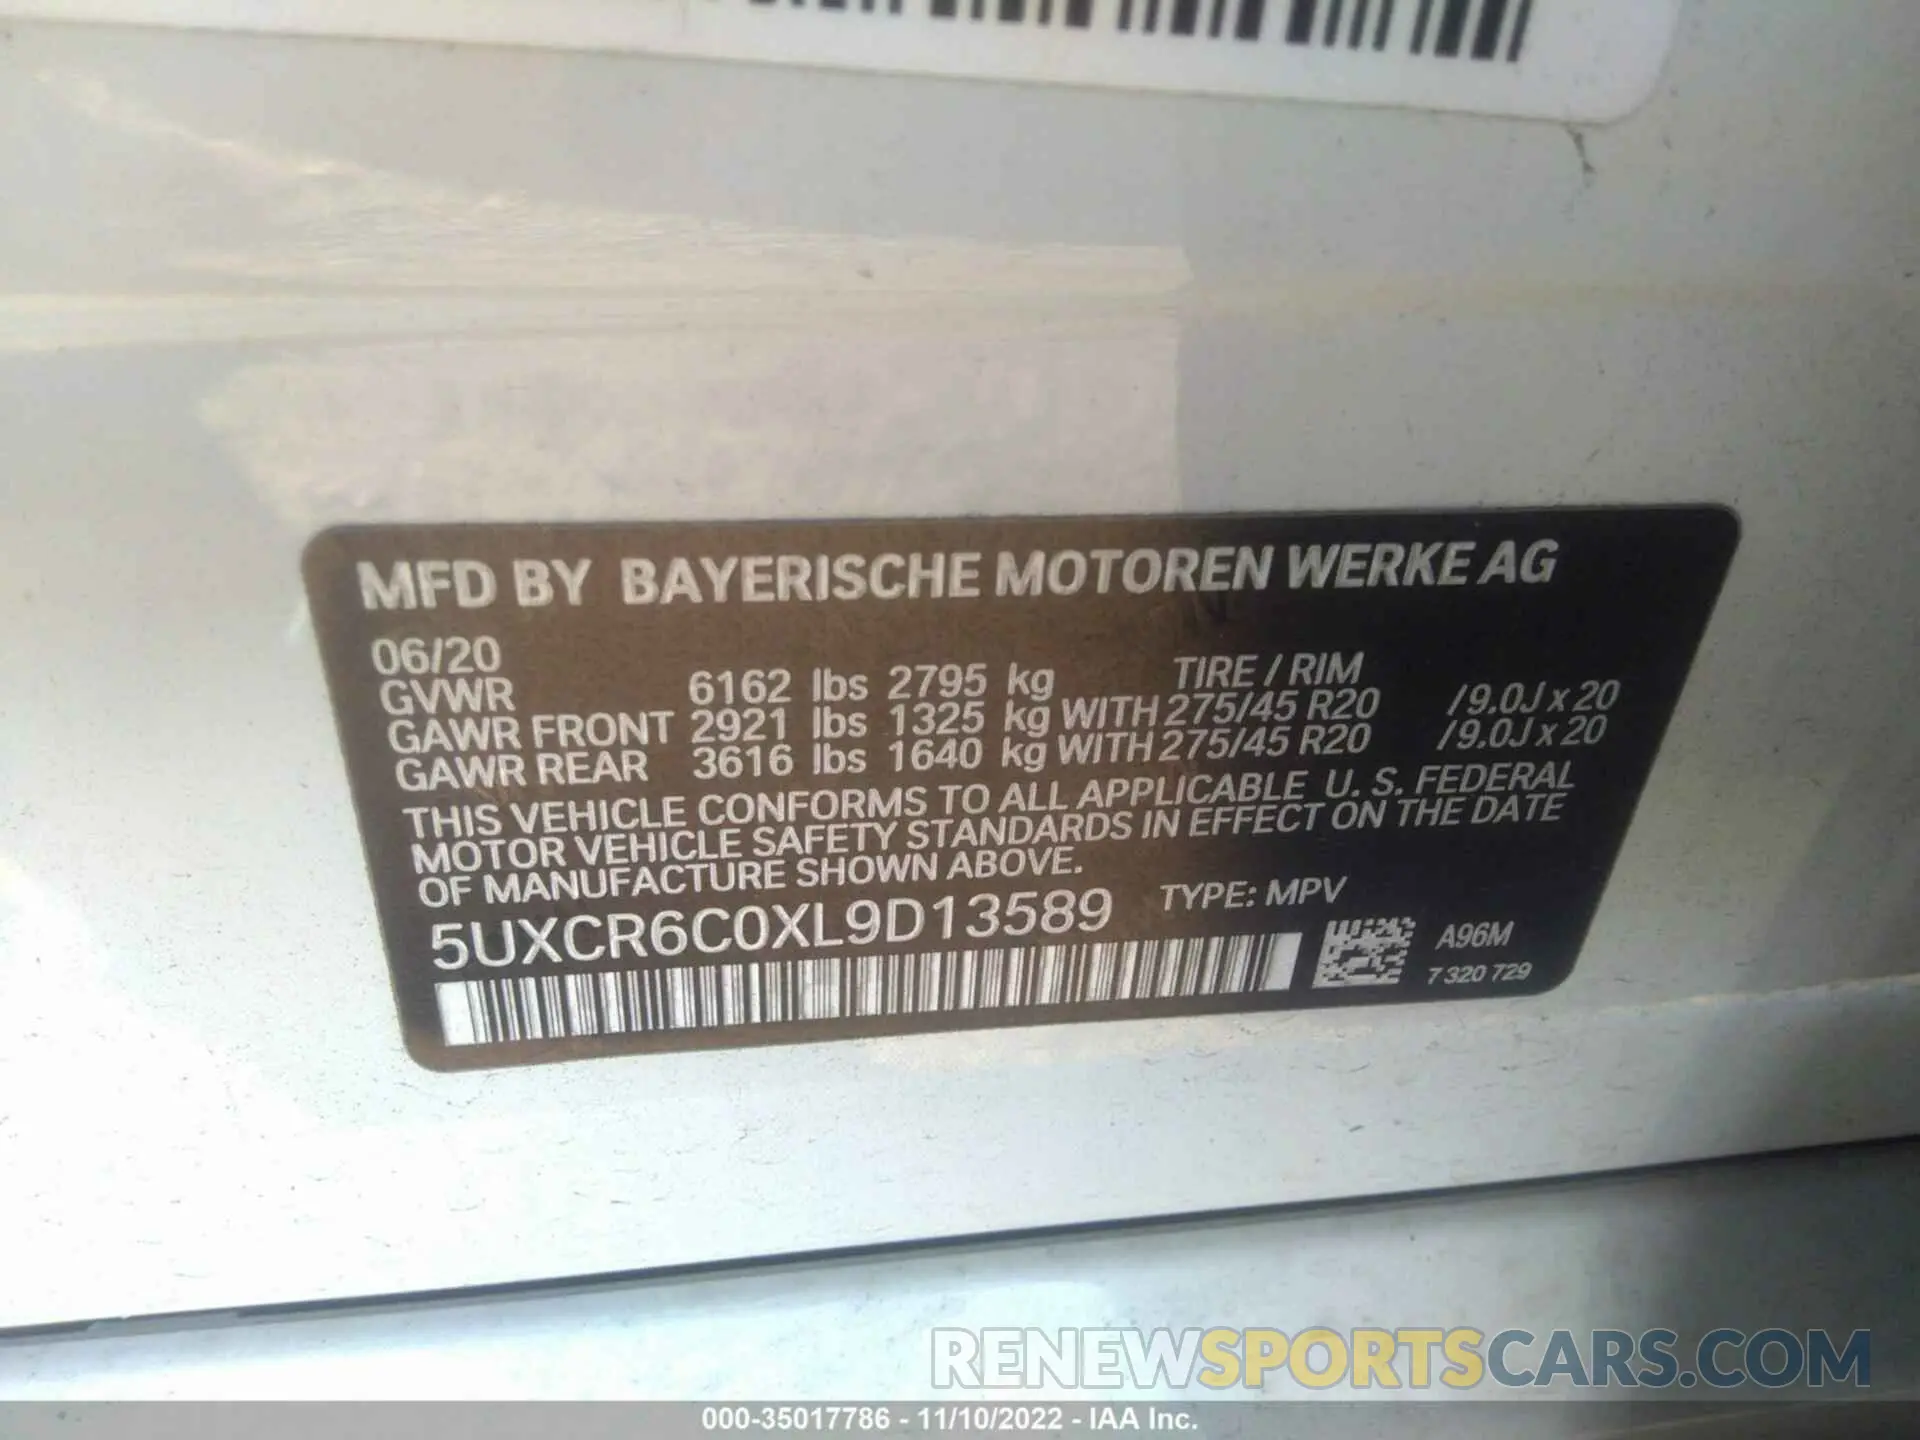 MFD BY BAYERISCHE MOTOREN WERKE AG
06/20
TIRE / RIM
GVWR 6162 lbs 2795 kg
GAWR FRONT 2921 lbs 1325 kg WITH 275/45 R20 /9.0J x 20
GAWR REAR 3616 lbs 1640 kg WITH 275/45 R20 /9.0J x 20
THIS VEHICLE CONFORMS TO ALL APPLICABLE U. S. FEDERAL
MOTOR VEHICLE SAFETY STANDARDS IN EFFECT ON THE DATE
OF MANUFACTURE SHOWN ABOVE.
5UXCR6C0XL9D13589 TYPE: MPV
A96M
7 320 729
RENEWSPORTSCARS.COM
000-35017786 - 11/10/2022 - IAA Inc.